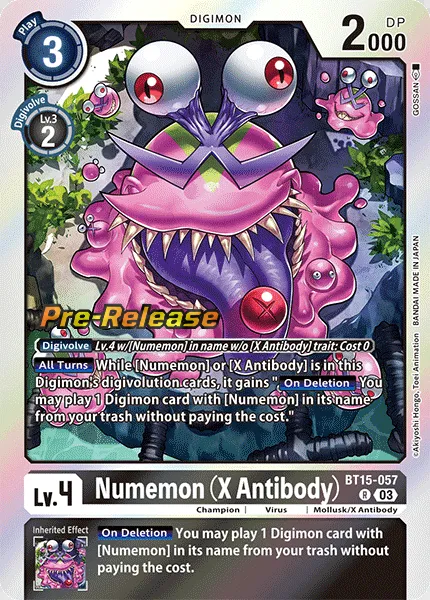 DIGIMON
Play
3
2000
DP
Digivolve
Lv.3
2
GOSSAN
©Akiyoshi Hongo, Toei Animation BANDAI MADE IN JAPAN
Pre-Release
Digivolve Lv.4 w/[Numemon] in name w/o [X Antibody] trait: Cost 0
All Turns While [Numemon] or [X Antibody] is in this
Digimon's digivolution cards, it gains " On Deletion You
may play 1 Digimon card with [Numemon] in its name
from your trash without paying the cost."
Lv.4
Numemon (X Antibody)
BT15-057
R 03
Champion | Virus | Mollusk/X Antibody
Inherited Effect
On Deletion You may play 1 Digimon card with
[Numemon] in its name from your trash without
paying the cost.